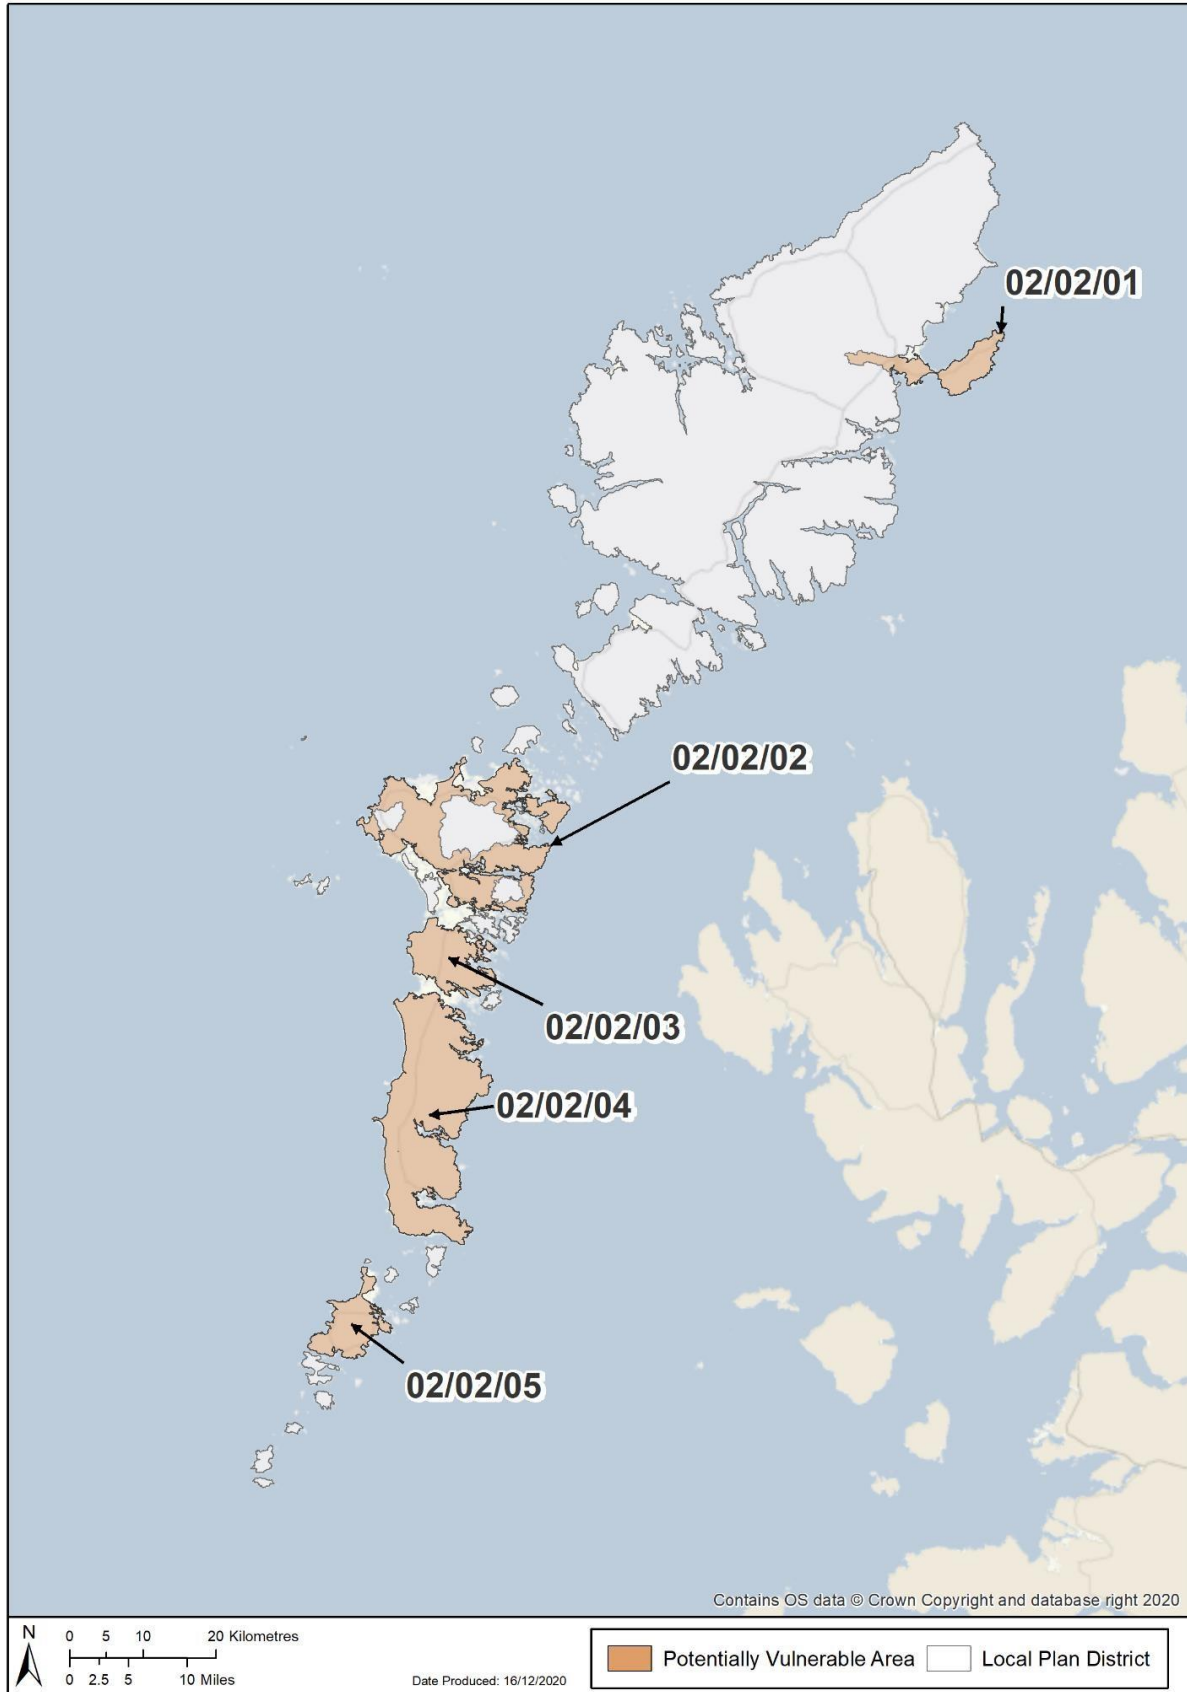 02/02/01
02/02/02
02/02/03
02/02/04
02/02/05
Contains OS data © Crown Copyright and database right 2020
N
0 5 10 20 Kilometres
0 2.5 5 10 Miles
Date Produced: 16/12/2020
Potentially Vulnerable Area
Local Plan District